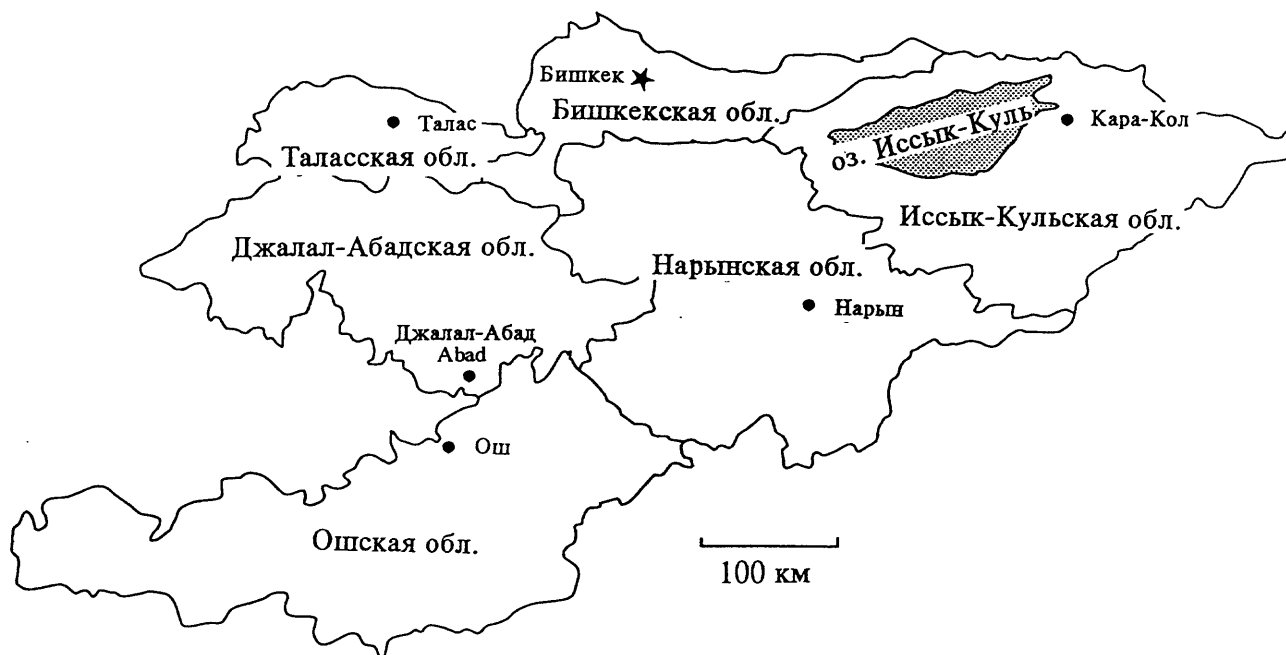 Бишкек
Бишкекская обл.
Талас
Таласская обл.
оз. Иссык-Куль
Кара-Кол
Иссык-Кульская обл.
Джалал-Абадская обл.
Нарынская обл.
Нарын
Джалал-Абад
Abad
Ош
Ошская обл.
100 км